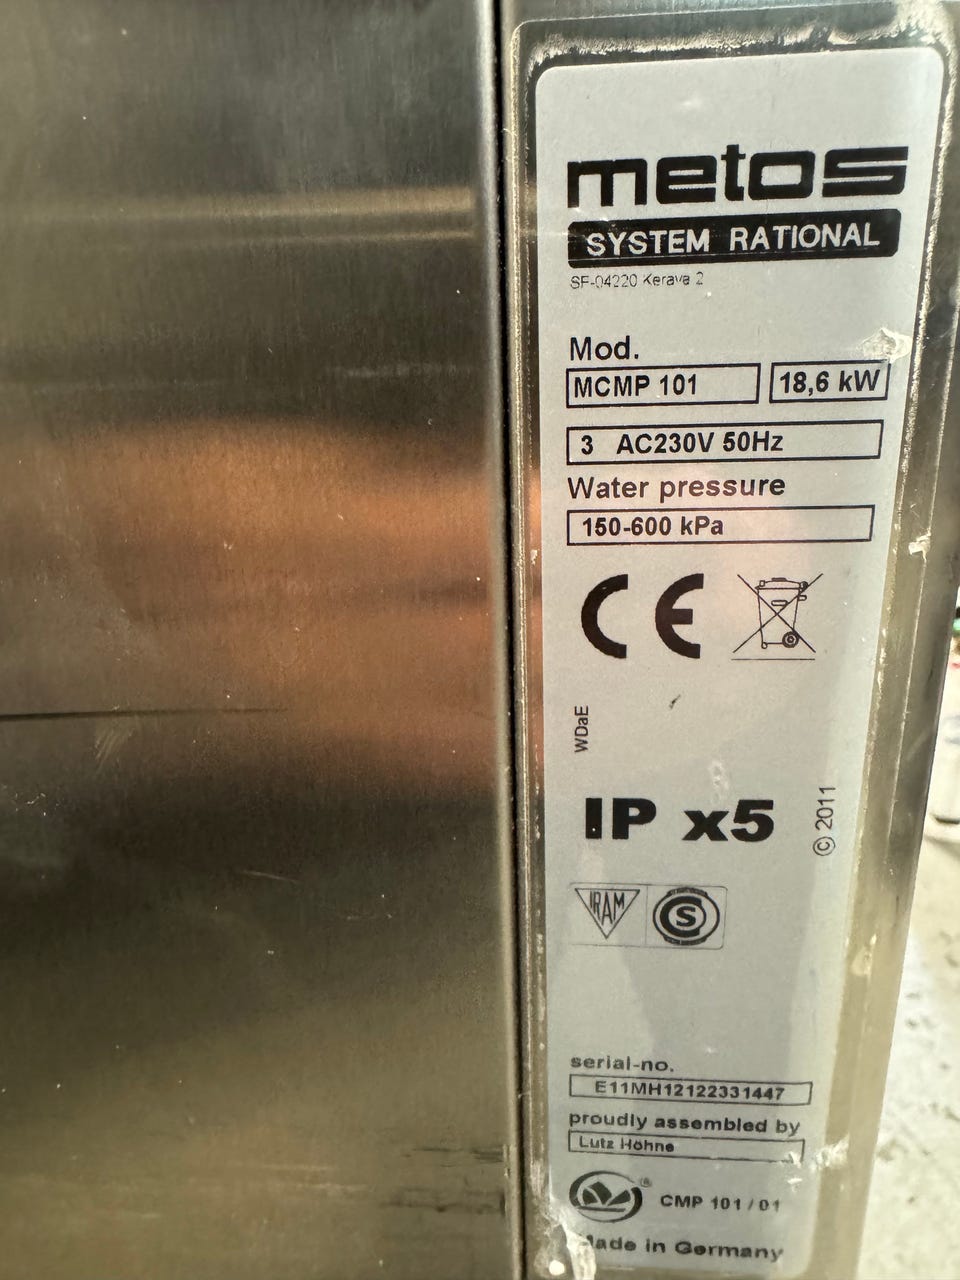 metos
SYSTEM RATIONAL
SF-04220 Kerava 2
Mod.
MCMP 101 18,6 kW
3 AC230V 50Hz
Water pressure
150-600 kPa
CE
WDaE
IP x5
© 2011
IRAM S
serial-no.
E11MH12122331447
proudly assembled by
Lutz Höhne
® CMP 101/01
Made in Germany